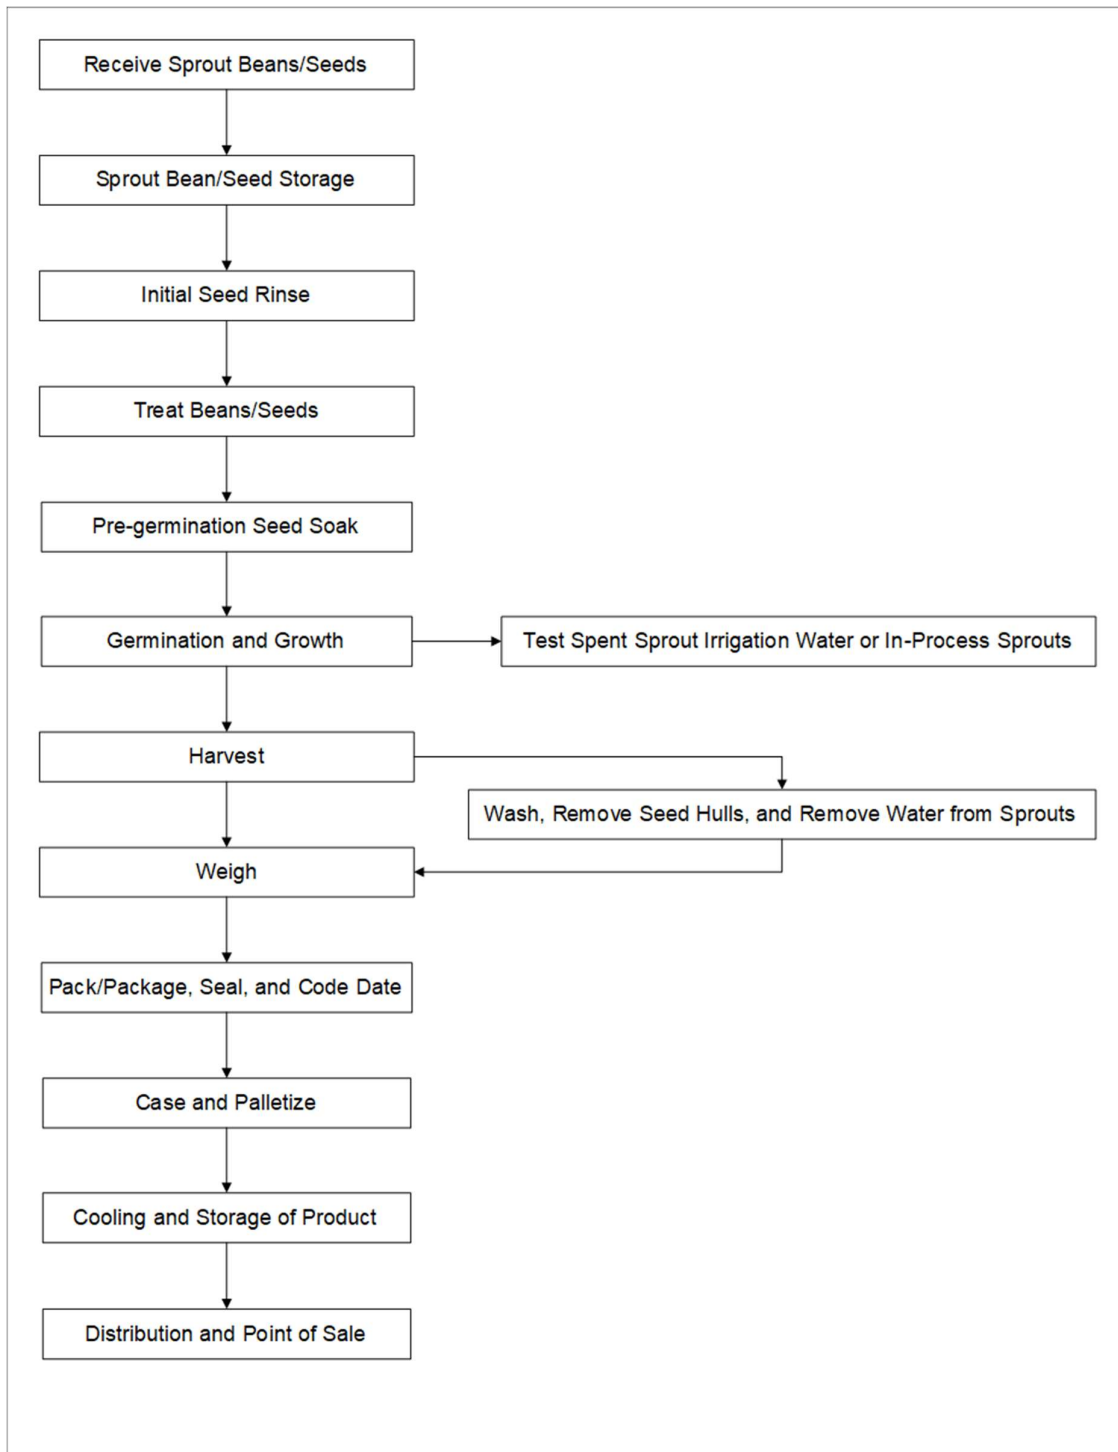 Receive Sprout Beans/Seeds
Sprout Bean/Seed Storage
Initial Seed Rinse
Treat Beans/Seeds
Pre-germination Seed Soak
Germination and Growth
Test Spent Sprout Irrigation Water or In-Process Sprouts
Harvest
Wash, Remove Seed Hulls, and Remove Water from Sprouts
Weigh
Pack/Package, Seal, and Code Date
Case and Palletize
Cooling and Storage of Product
Distribution and Point of Sale